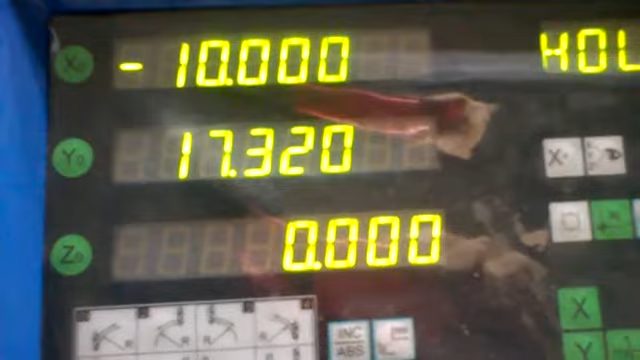 X₀ - 10.000 HOL
Y₀ 17.320
Z₀ 0.000
X
INC
ABS
Y